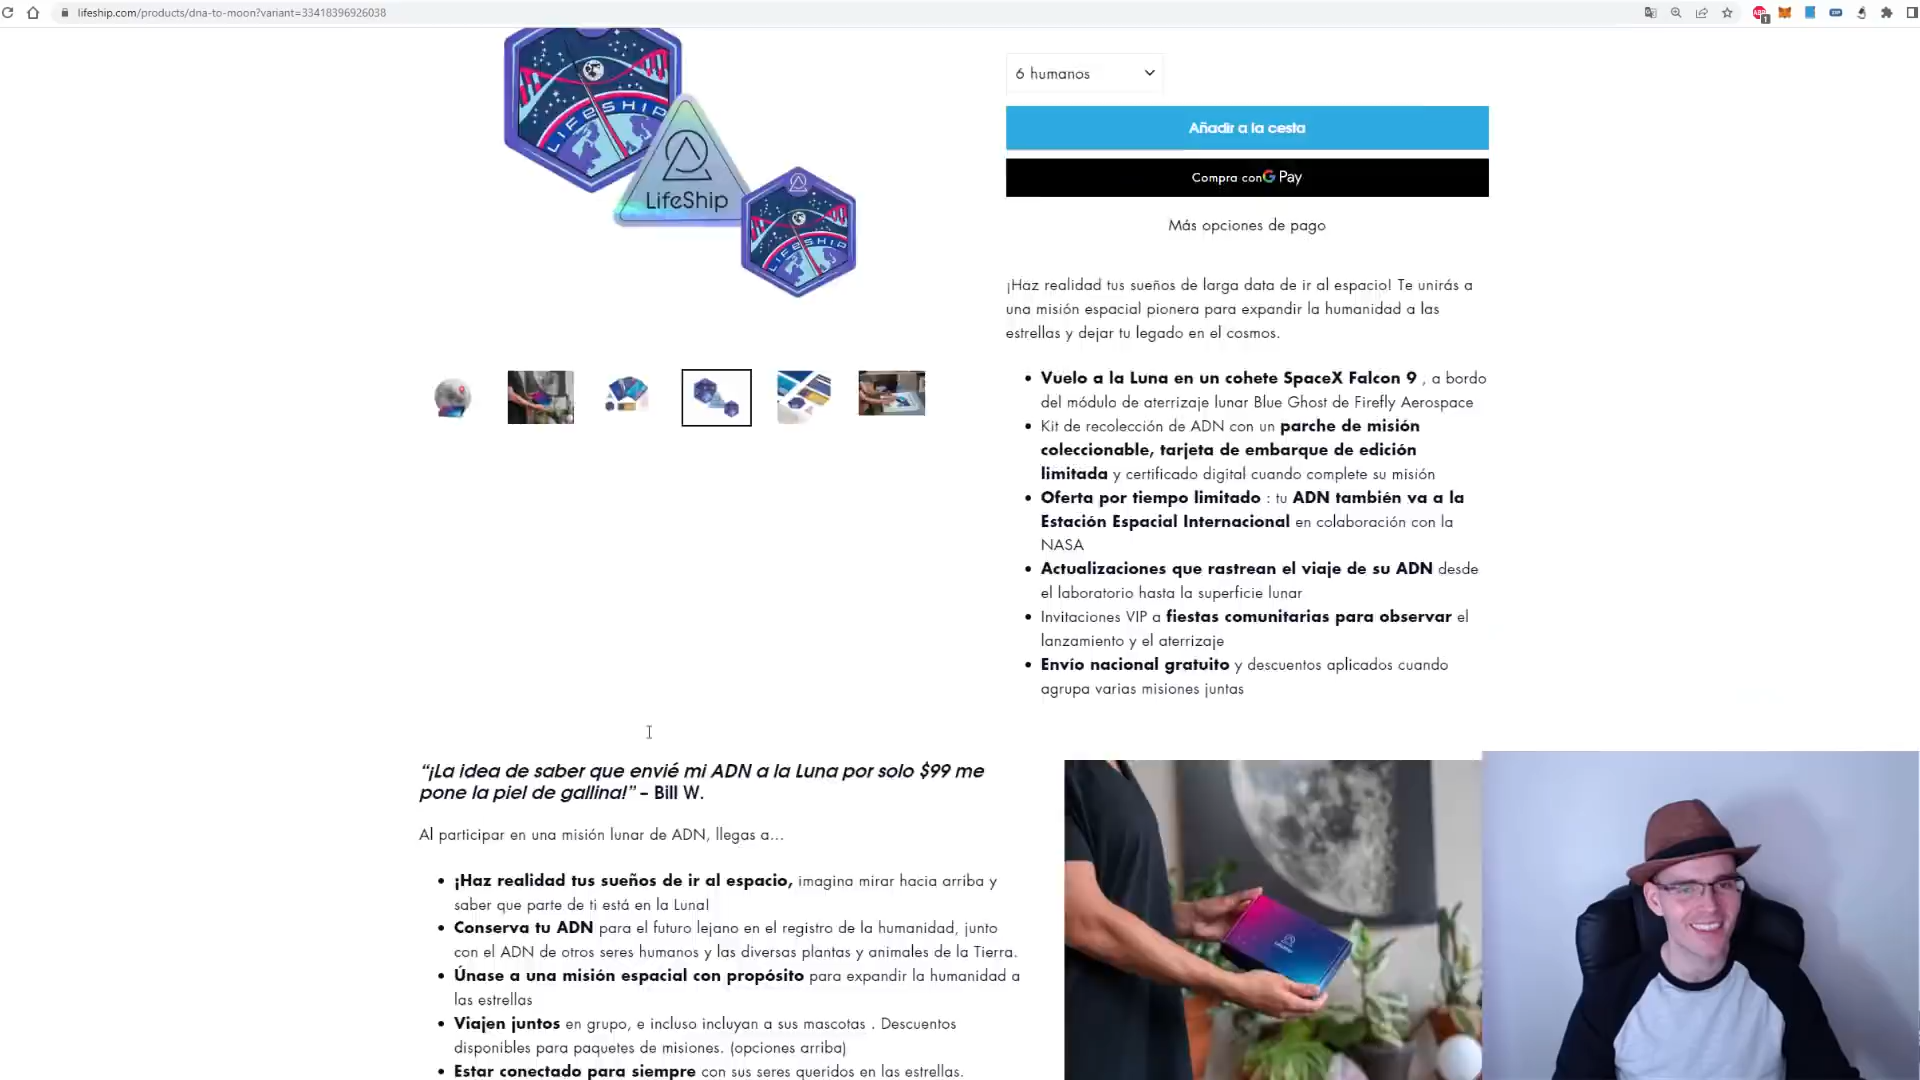 lifeship.com/products/dna-to-moon?variant=33418396926038
LIFESHIP
LifeShip
LIFESHIP
6 humanos
Añadir a la cesta
Compra con G Pay
Más opciones de pago
¡Haz realidad tus sueños de larga data de ir al espacio! Te unirás a
una misión espacial pionera para expandir la humanidad a las
estrellas y dejar tu legado en el cosmos.
Vuelo a la Luna en un cohete SpaceX Falcon 9 , a bordo
del módulo de aterrizaje lunar Blue Ghost de Firefly Aerospace
Kit de recolección de ADN con un parche de misión
coleccionable, tarjeta de embarque de edición
limitada y certificado digital cuando complete su misión
Oferta por tiempo limitado : tu ADN también va a la
Estación Espacial Internacional en colaboración con la
NASA
Actualizaciones que rastrean el viaje de su ADN desde
el laboratorio hasta la superficie lunar
Invitaciones VIP a fiestas comunitarias para observar el
lanzamiento y el aterrizaje
Envío nacional gratuito y descuentos aplicados cuando
agrupa varias misiones juntas
“¡La idea de saber que envié mi ADN a la Luna por solo $99 me
pone la piel de gallina!” – Bill W.
Al participar en una misión lunar de ADN, llegas a...
¡Haz realidad tus sueños de ir al espacio, imagina mirar hacia arriba y
saber que parte de ti está en la Luna!
Conserva tu ADN para el futuro lejano en el registro de la humanidad, junto
con el ADN de otros seres humanos y las diversas plantas y animales de la Tierra.
Únase a una misión espacial con propósito para expandir la humanidad a
las estrellas
Viajen juntos en grupo, e incluso incluyan a sus mascotas . Descuentos
disponibles para paquetes de misiones. (opciones arriba)
Estar conectado para siempre con sus seres queridos en las estrellas.